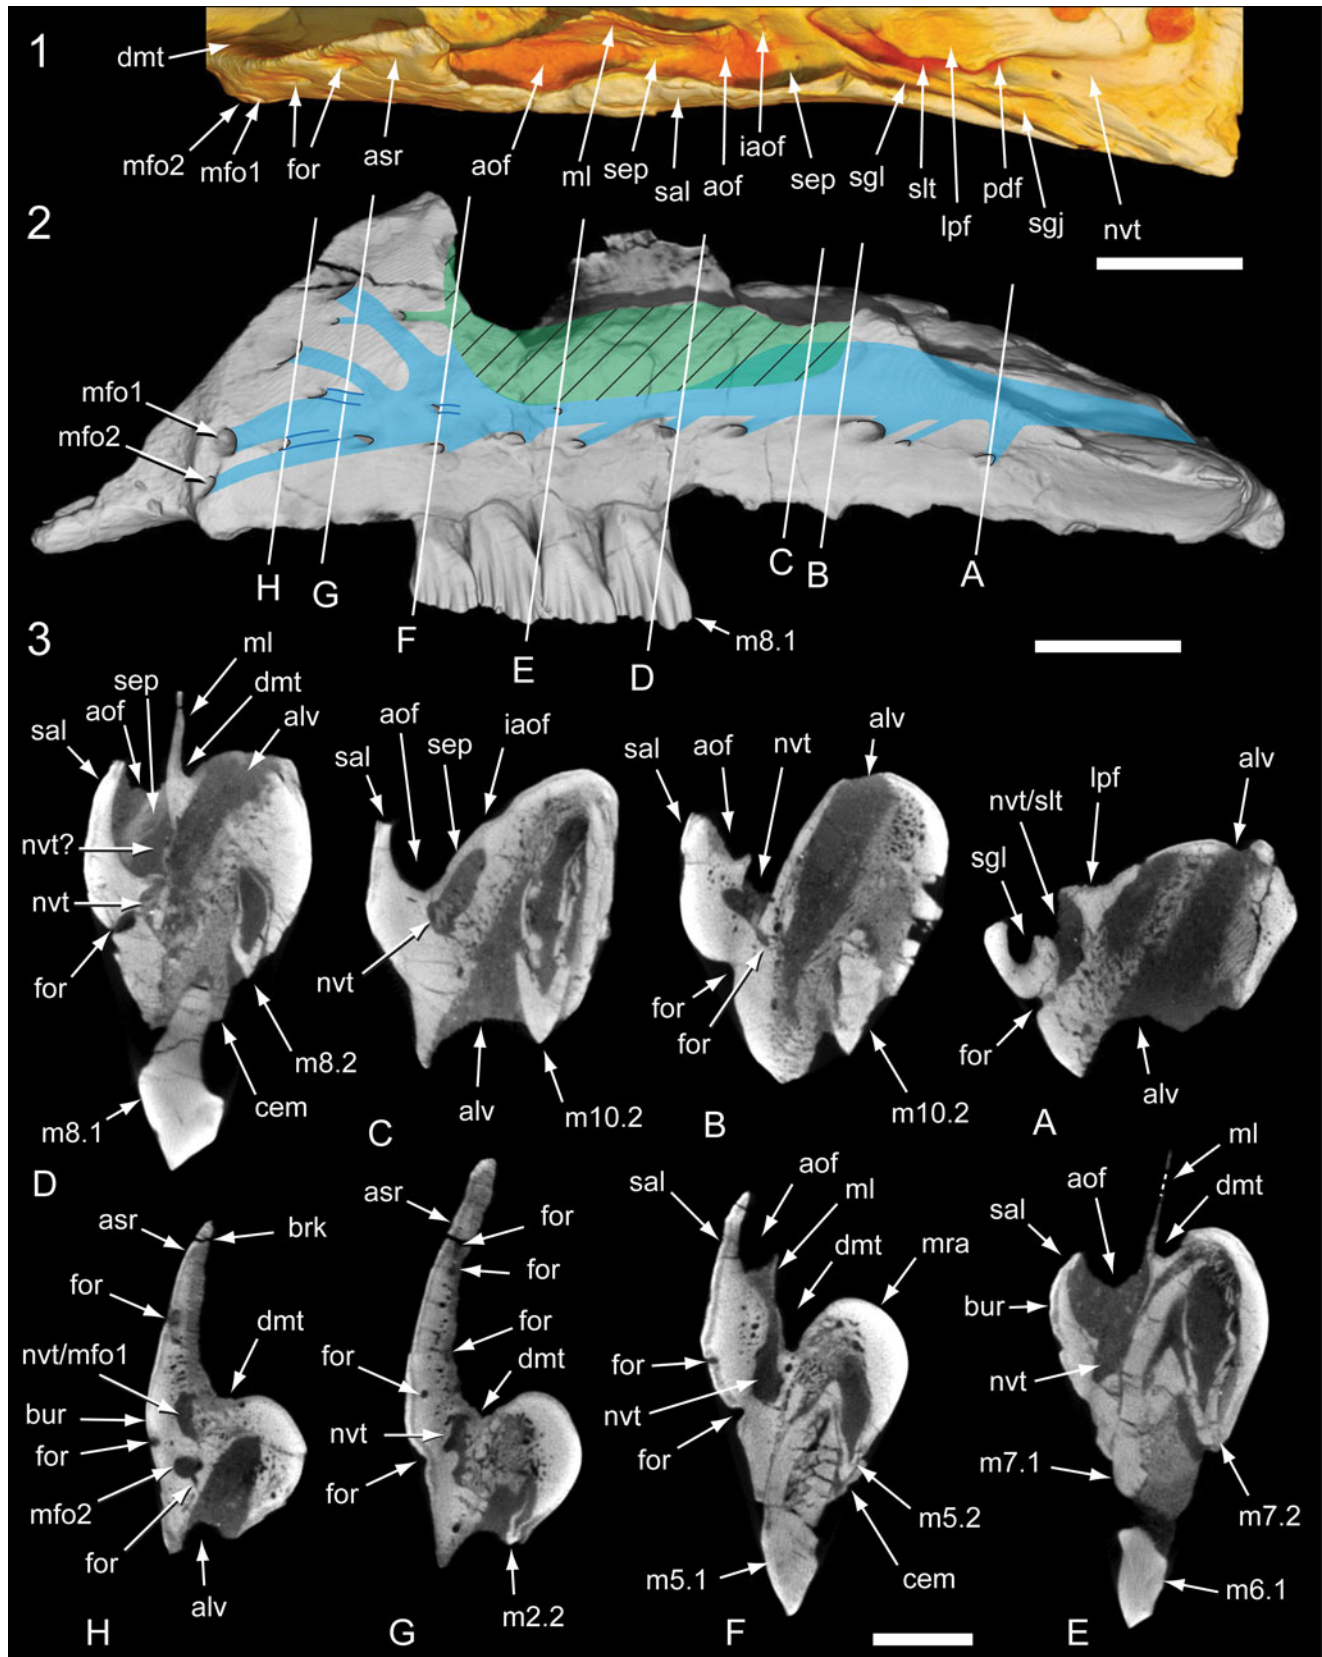 1
dmt
mfo2
mfo1
for
asr
aof
ml
sep
sal
aof
iaof
sep
sgl
slt
lpf
pdf
sgj
nvt
2
mfo1
mfo2
H
G
F
E
D
C
B
A
m8.1
3
ml
sep
dmt
aof
alv
sal
nvt?
nvt
for
m8.2
cem
m8.1
D
aof
iaof
sep
sal
nvt
alv
m10.2
C
alv
sal
aof
nvt
for
for
m10.2
B
alv
lpf
nvt/slt
sgl
for
alv
A
asr
brk
for
dmt
nvt/mfo1
bur
for
mfo2
for
alv
H
asr
for
for
for
for
dmt
nvt
for
m2.2
G
aof
sal
ml
dmt
mra
for
nvt
for
m5.2
m5.1
cem
F
ml
aof
dmt
sal
bur
nvt
m7.1
m7.2
m6.1
E